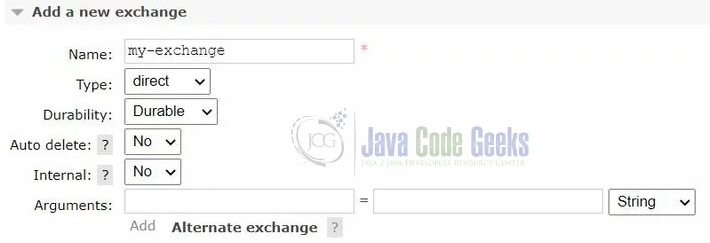 Add a new exchange
Name: my-exchange *
Type: direct
Durability: Durable
Auto delete: ? No
Internal: ? No
Arguments: = String
Add Alternate exchange ?
JCG Java Code Geeks
JAVA 2 JAVA DEVELOPERS RESOURCE CENTER